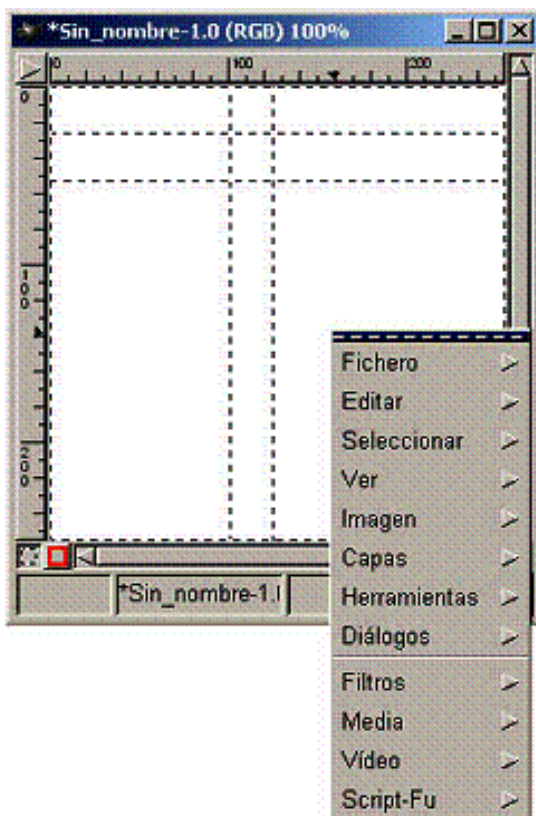 *Sin_nombre-1.0 (RGB) 100%
0 100 200
0
100
200
Fichero
Editar
Seleccionar
Ver
Imagen
Capas
*Sin_nombre-1.
Herramientas
Diálogos
Filtros
Media
Vídeo
Script-Fu